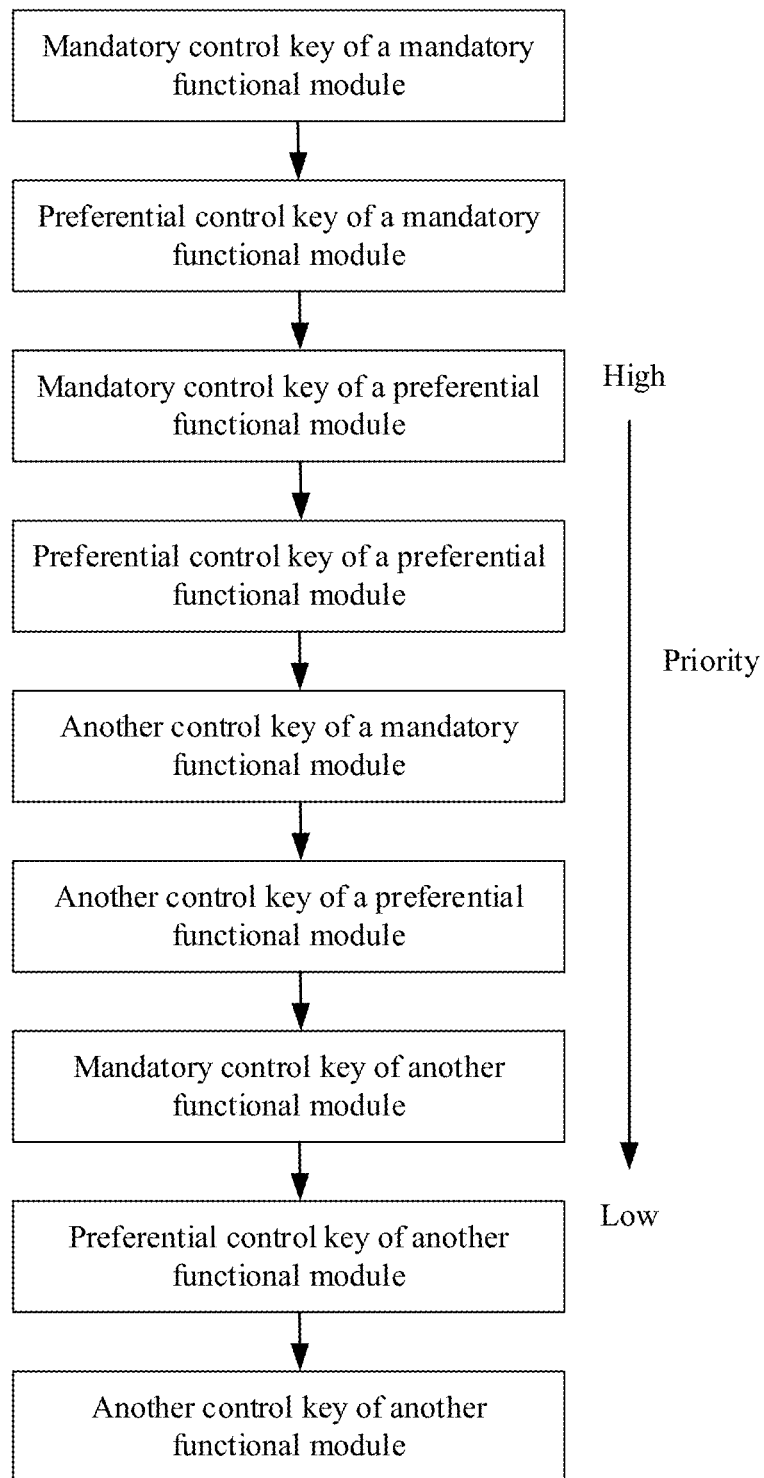 Mandatory control key of a mandatory
functional module
Preferential control key of a mandatory
functional module
Mandatory control key of a preferential
functional module
High
Preferential control key of a preferential
functional module
Priority
Another control key of a mandatory
functional module
Another control key of a preferential
functional module
Mandatory control key of another
functional module
Low
Preferential control key of another
functional module
Another control key of another
functional module